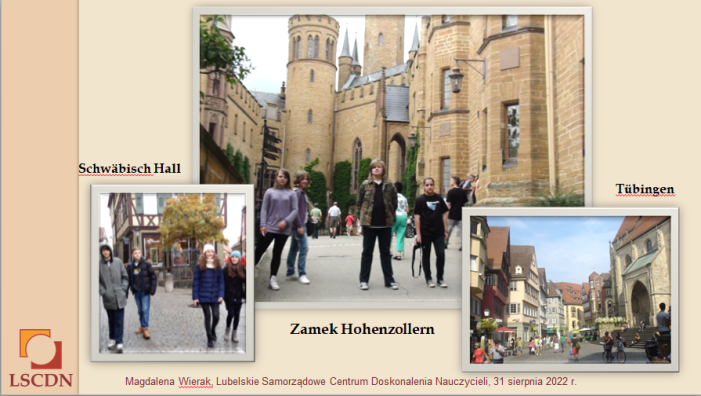 Schwäbisch Hall
Tübingen
Zamek Hohenzollern
LSCDN
Magdalena Wierak, Lubelskie Samorządowe Centrum Doskonalenia Nauczycieli, 31 sierpnia 2022 r.